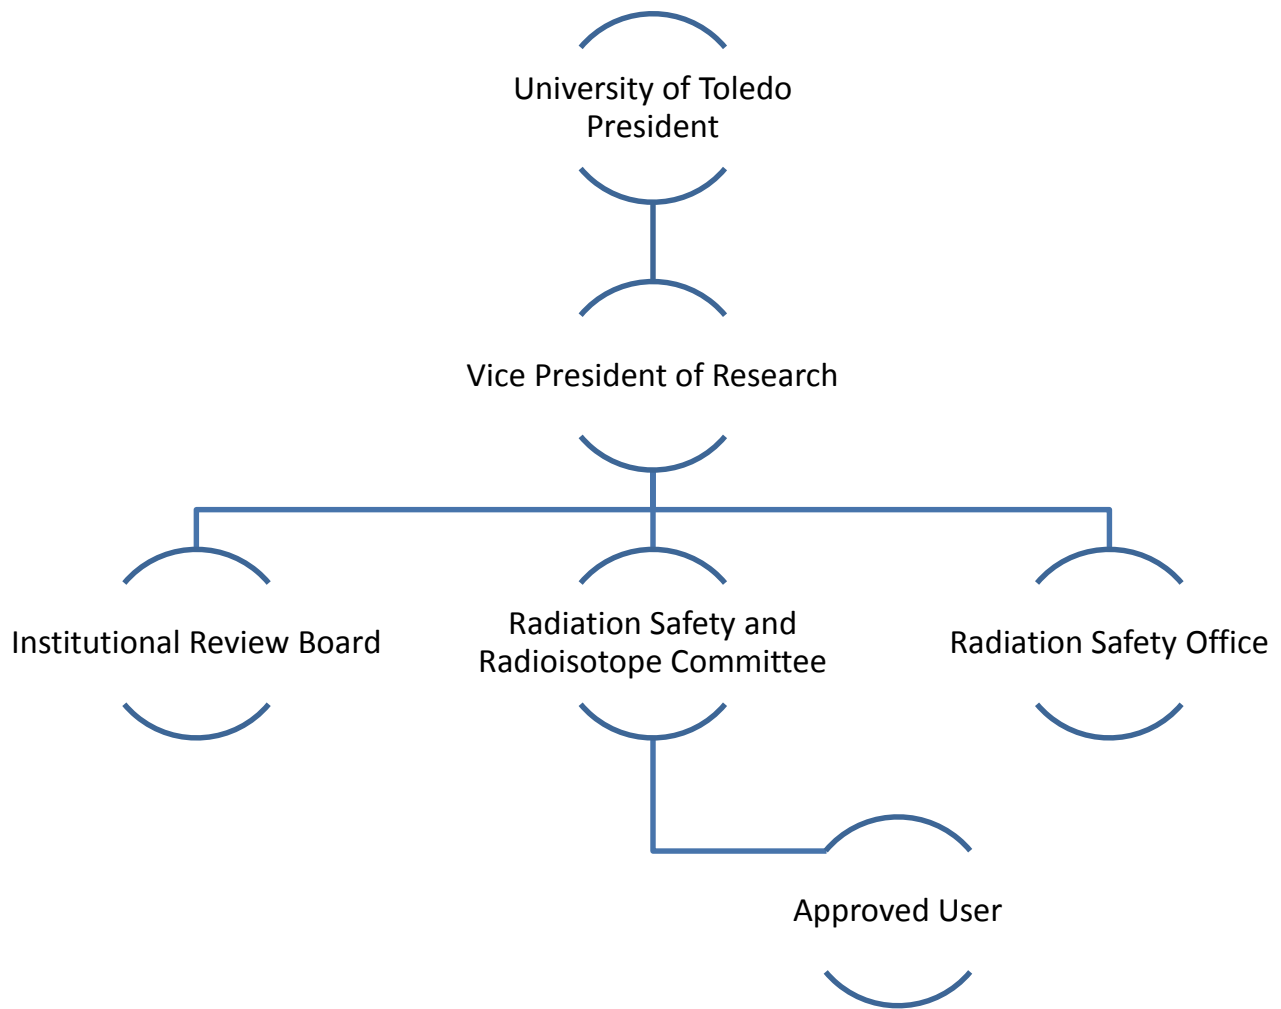 University of Toledo
President
Vice President of Research
Institutional Review Board
Radiation Safety and
Radioisotope Committee
Radiation Safety Office
Approved User